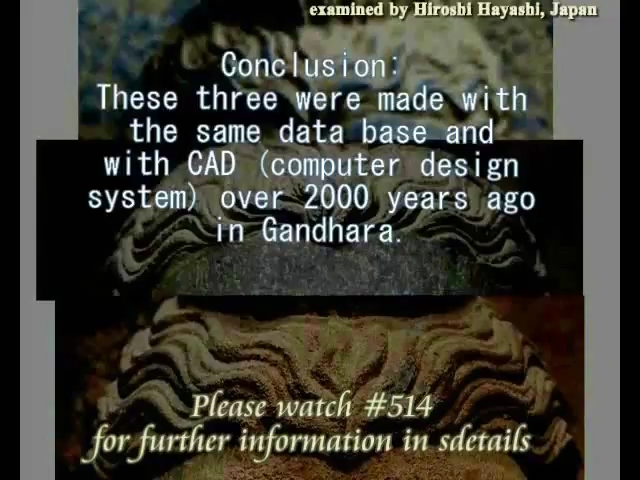 examined by Hiroshi Hayashi, Japan
Conclusion:
These three were made with
the same data base and
with CAD (computer design
system) over 2000 years ago
in Gandhara.
Please watch #514
for further information in sdetails